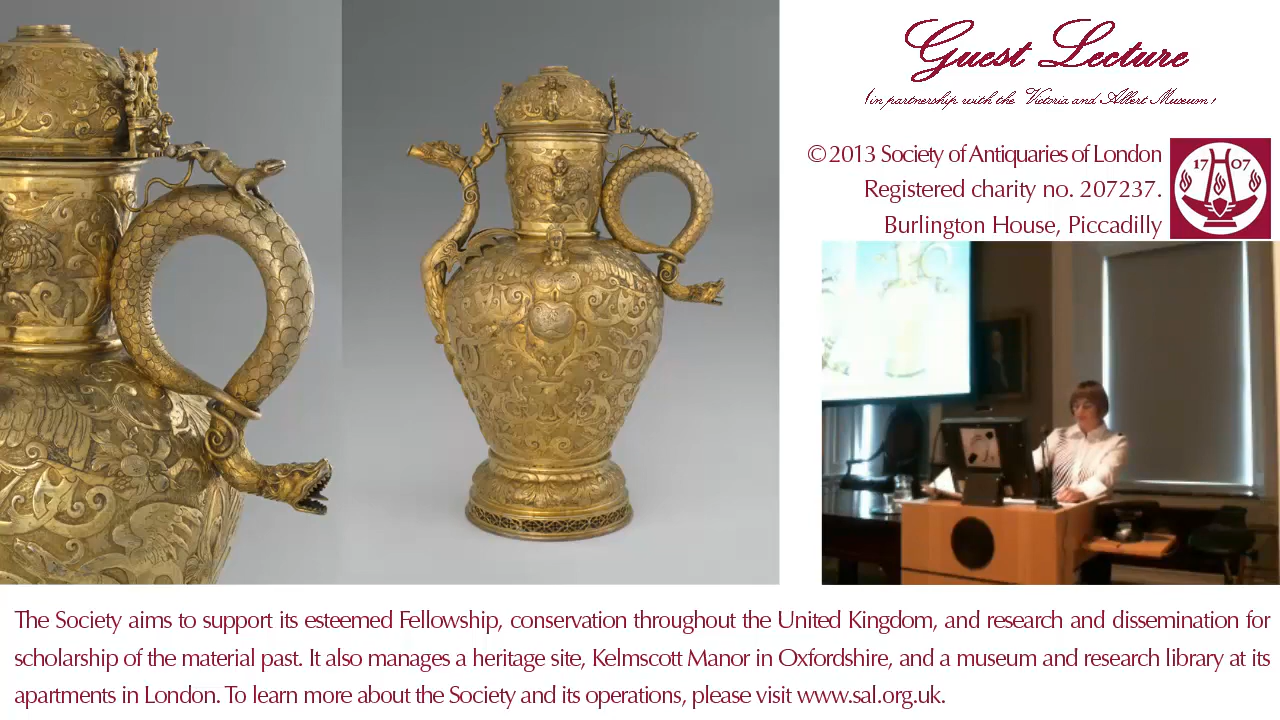 Guest Lecture
(in partnership with the Victoria and Albert Museum)
© 2013 Society of Antiquaries of London
Registered charity no. 207237.
Burlington House, Piccadilly
17 07
The Society aims to support its esteemed Fellowship, conservation throughout the United Kingdom, and research and dissemination for
scholarship of the material past. It also manages a heritage site, Kelmscott Manor in Oxfordshire, and a museum and research library at its
apartments in London. To learn more about the Society and its operations, please visit www.sal.org.uk.